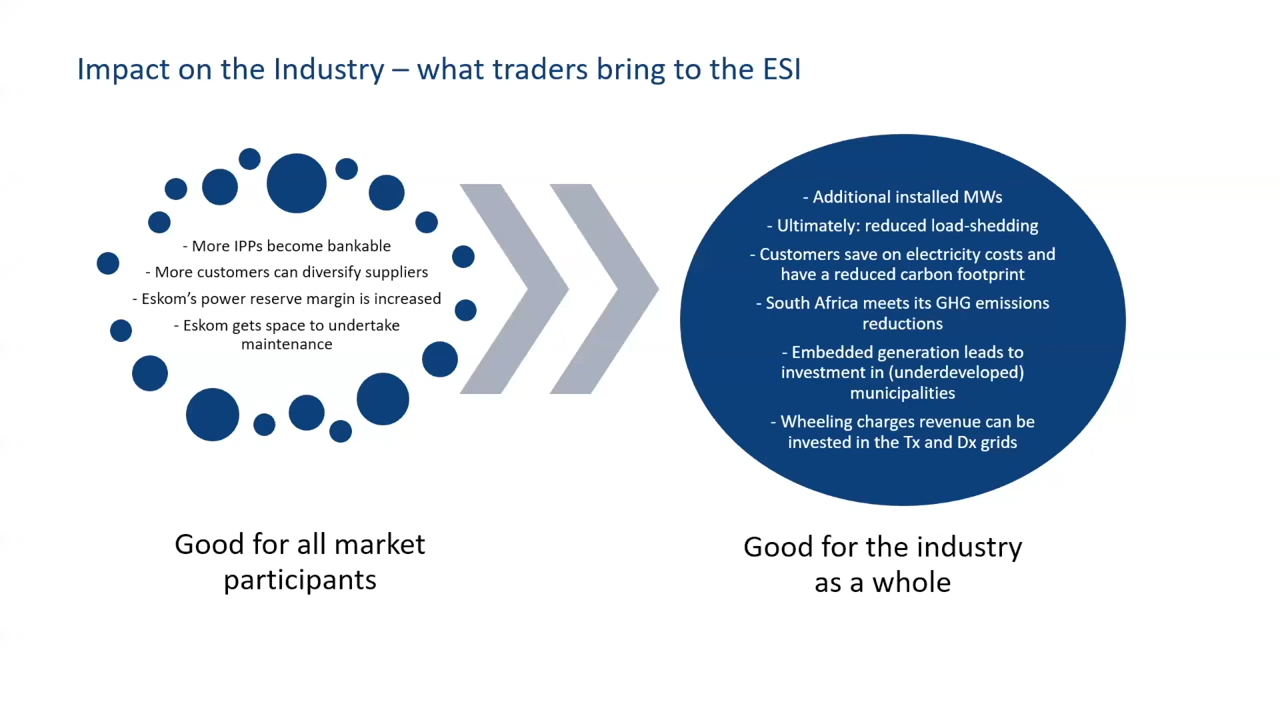 Impact on the Industry – what traders bring to the ESI
- More IPPs become bankable
- More customers can diversify suppliers
- Eskom’s power reserve margin is increased
- Eskom gets space to undertake
maintenance
Good for all market
participants
- Additional installed MWs
- Ultimately: reduced load-shedding
- Customers save on electricity costs and
have a reduced carbon footprint
- South Africa meets its GHG emissions
reductions
- Embedded generation leads to
investment in (underdeveloped)
municipalities
- Wheeling charges revenue can be
invested in the Tx and Dx grids
Good for the industry
as a whole